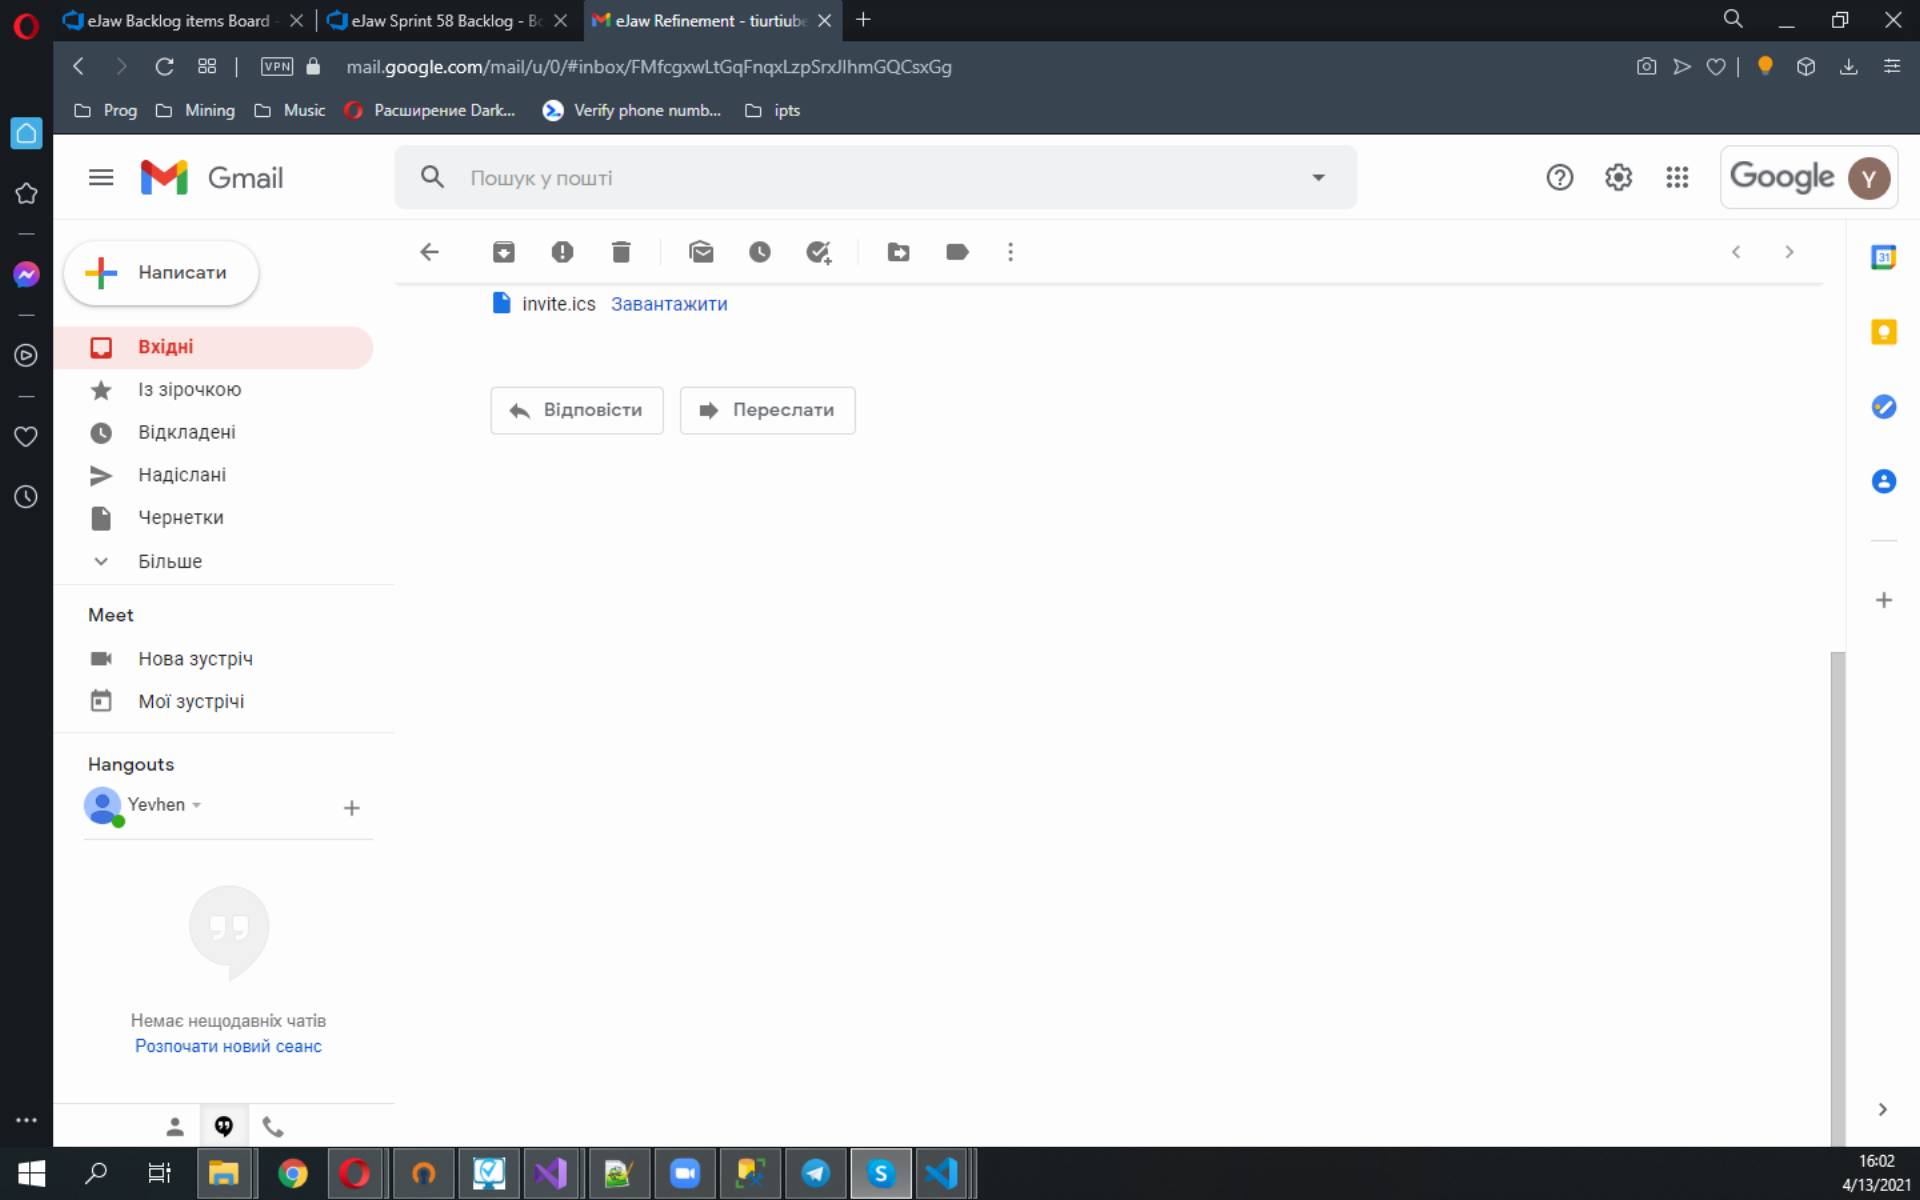 eJaw Backlog items Board
eJaw Sprint 58 Backlog - Bo
eJaw Refinement - tiurtiube
VPN
mail.google.com/mail/u/0/#inbox/FMfcgxwLtGqFnqxLzpSrxJlhmGQCsxGg
Prog
Mining
Music
Расширение Dark...
Verify phone numb...
ipts
Gmail
Пошук у пошті
Google
Y
Написати
31
invite.ics Завантажити
Вхідні
Із зірочкою
Відповісти
Переслати
Відкладені
Надіслані
Чернетки
Більше
Meet
Нова зустріч
Мої зустрічі
Hangouts
Yevhen
Немає нещодавніх чатів
Розпочати новий сеанс
16:02
4/13/2021